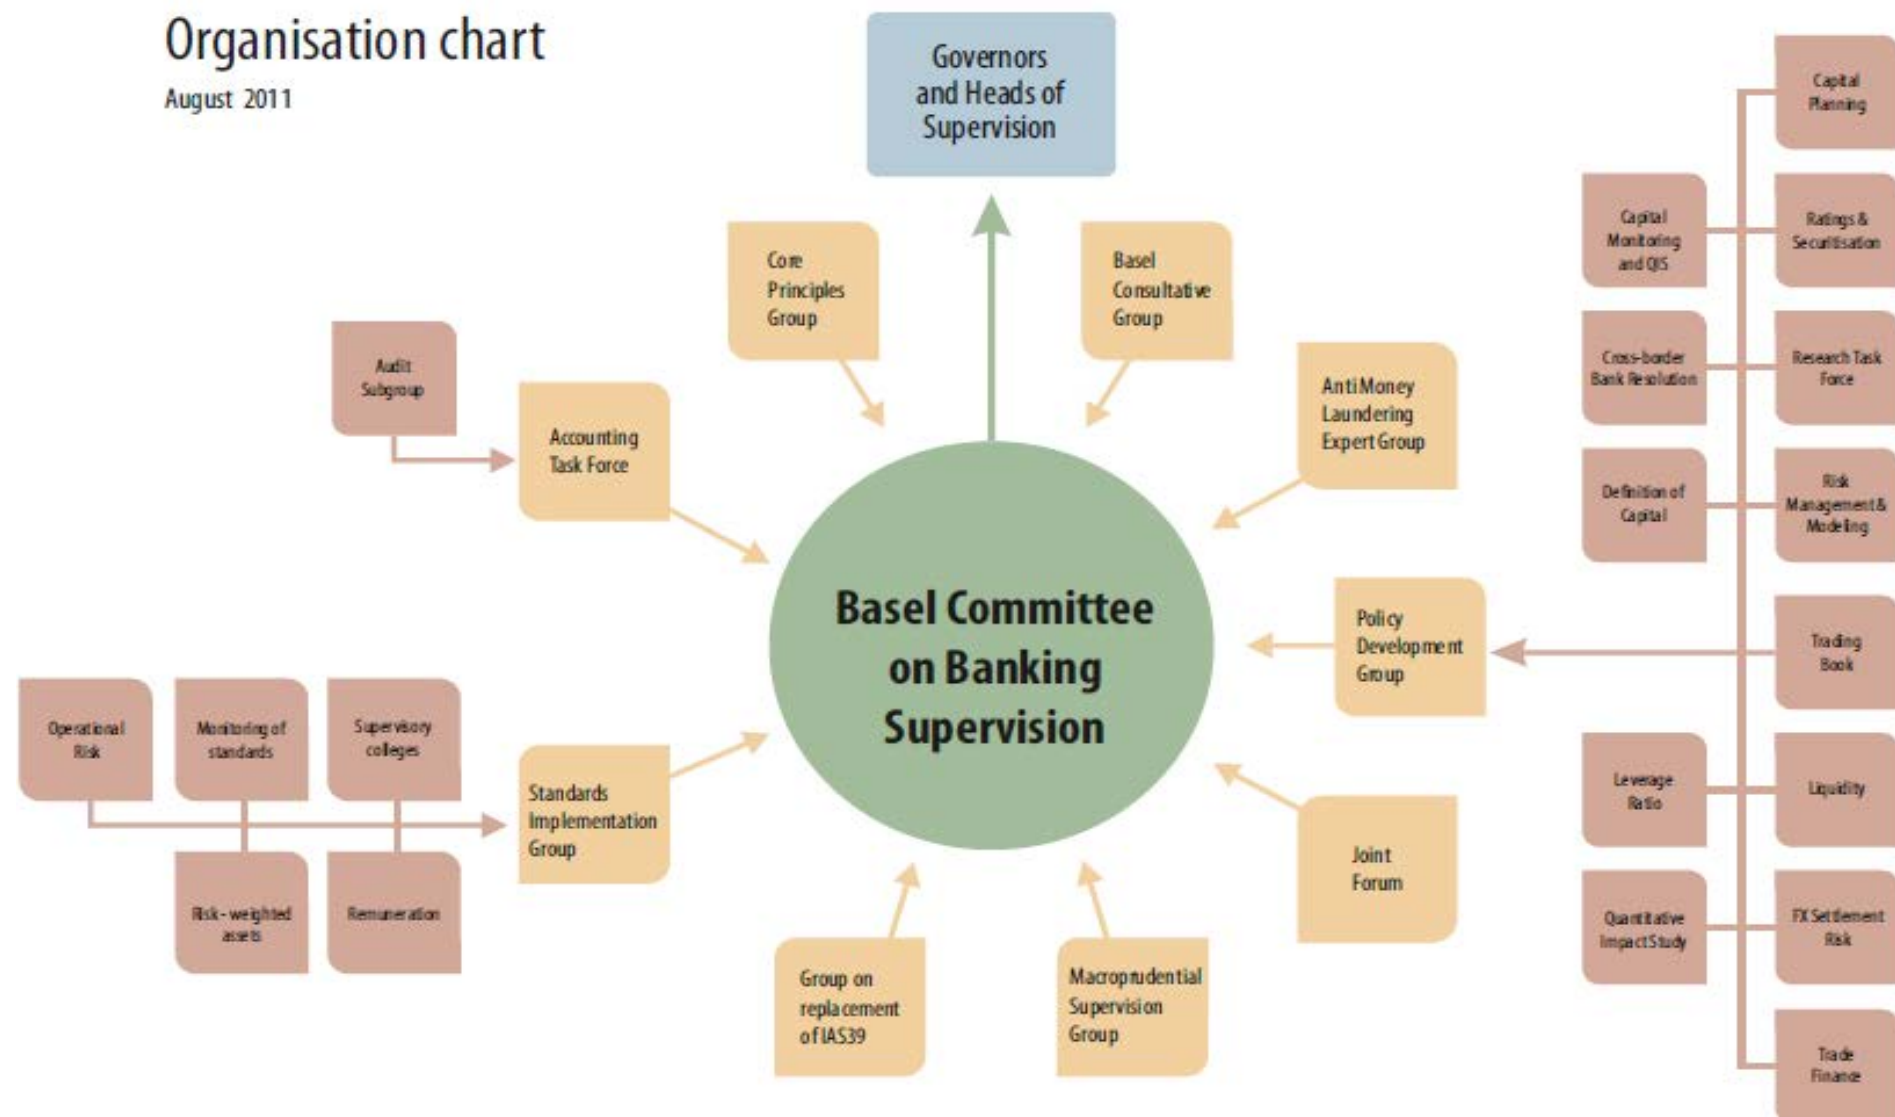 Organisation chart
August 2011
Governors
and Heads of
Supervision
Core
Principles
Group
Basel
Consultative
Group
Audit
Subgroup
Accounting
Task Force
Anti Money
Laundering
Expert Group
Basel Committee
on Banking
Supervision
Policy
Development
Group
Operational
Risk
Monitoring of
standards
Supervisory
colleges
Standards
Implementation
Group
Risk - weighted
assets
Remuneration
Group on
replacement
of IAS39
Macroprudential
Supervision
Group
Joint
Forum
Capital
Planning
Capital
Monitoring
and QIS
Ratings &
Securitisation
Cross-border
Bank Resolution
Research Task
Force
Definition of
Capital
Risk
Management &
Modeling
Trading
Book
Leverage
Ratio
Liquidity
Quantitative
Impact Study
FX Settlement
Risk
Trade
Finance